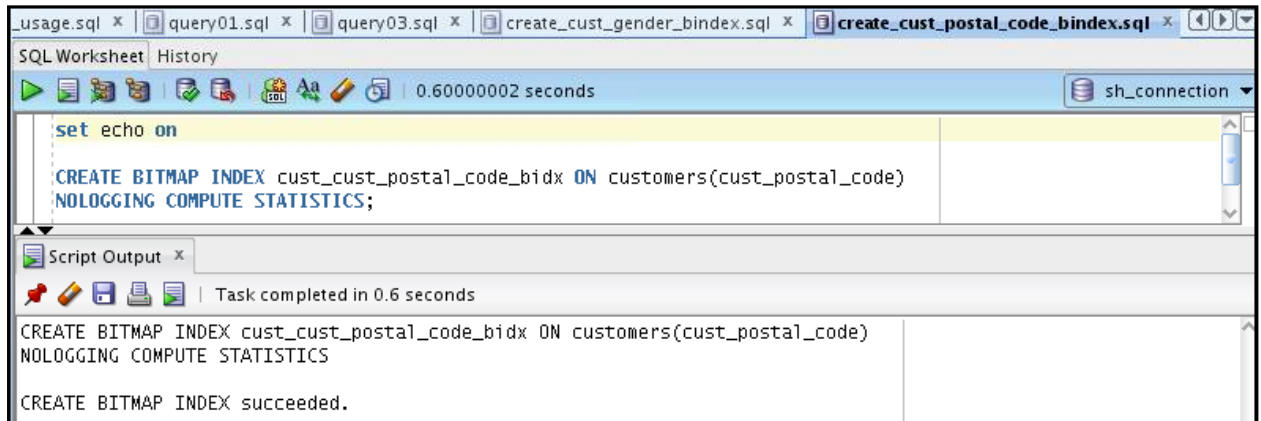 _usage.sql x query01.sql x query03.sql x create_cust_gender_bindex.sql x create_cust_postal_code_bindex.sql x
SQL Worksheet History
0.60000002 seconds sh_connection
set echo on
CREATE BITMAP INDEX cust_cust_postal_code_bidx ON customers(cust_postal_code)
NOLOGGING COMPUTE STATISTICS;
Script Output x
Task completed in 0.6 seconds
CREATE BITMAP INDEX cust_cust_postal_code_bidx ON customers(cust_postal_code)
NOLOGGING COMPUTE STATISTICS
CREATE BITMAP INDEX succeeded.